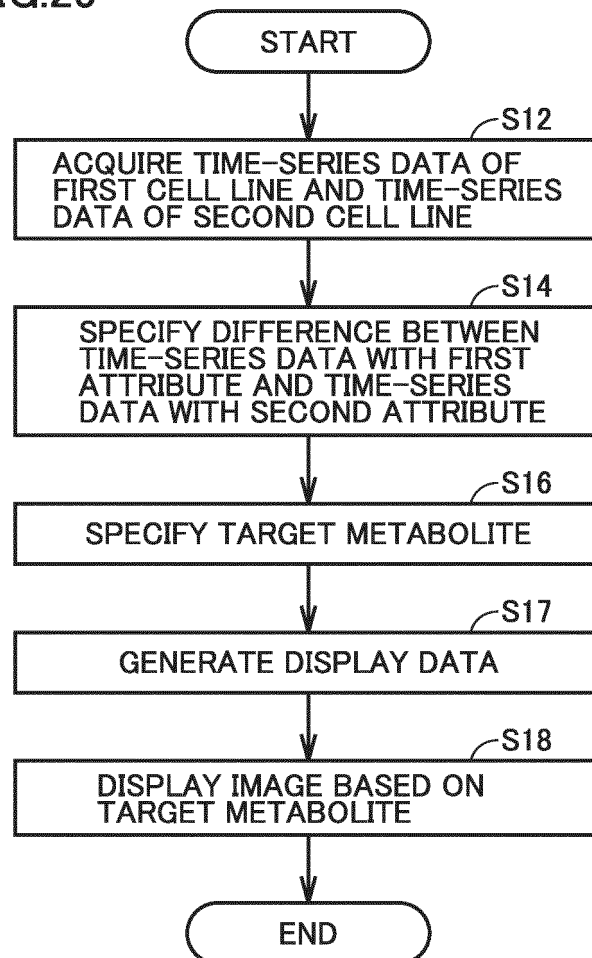 START
S12
ACQUIRE TIME-SERIES DATA OF
FIRST CELL LINE AND TIME-SERIES
DATA OF SECOND CELL LINE
S14
SPECIFY DIFFERENCE BETWEEN
TIME-SERIES DATA WITH FIRST
ATTRIBUTE AND TIME-SERIES
DATA WITH SECOND ATTRIBUTE
S16
SPECIFY TARGET METABOLITE
S17
GENERATE DISPLAY DATA
S18
DISPLAY IMAGE BASED ON
TARGET METABOLITE
END